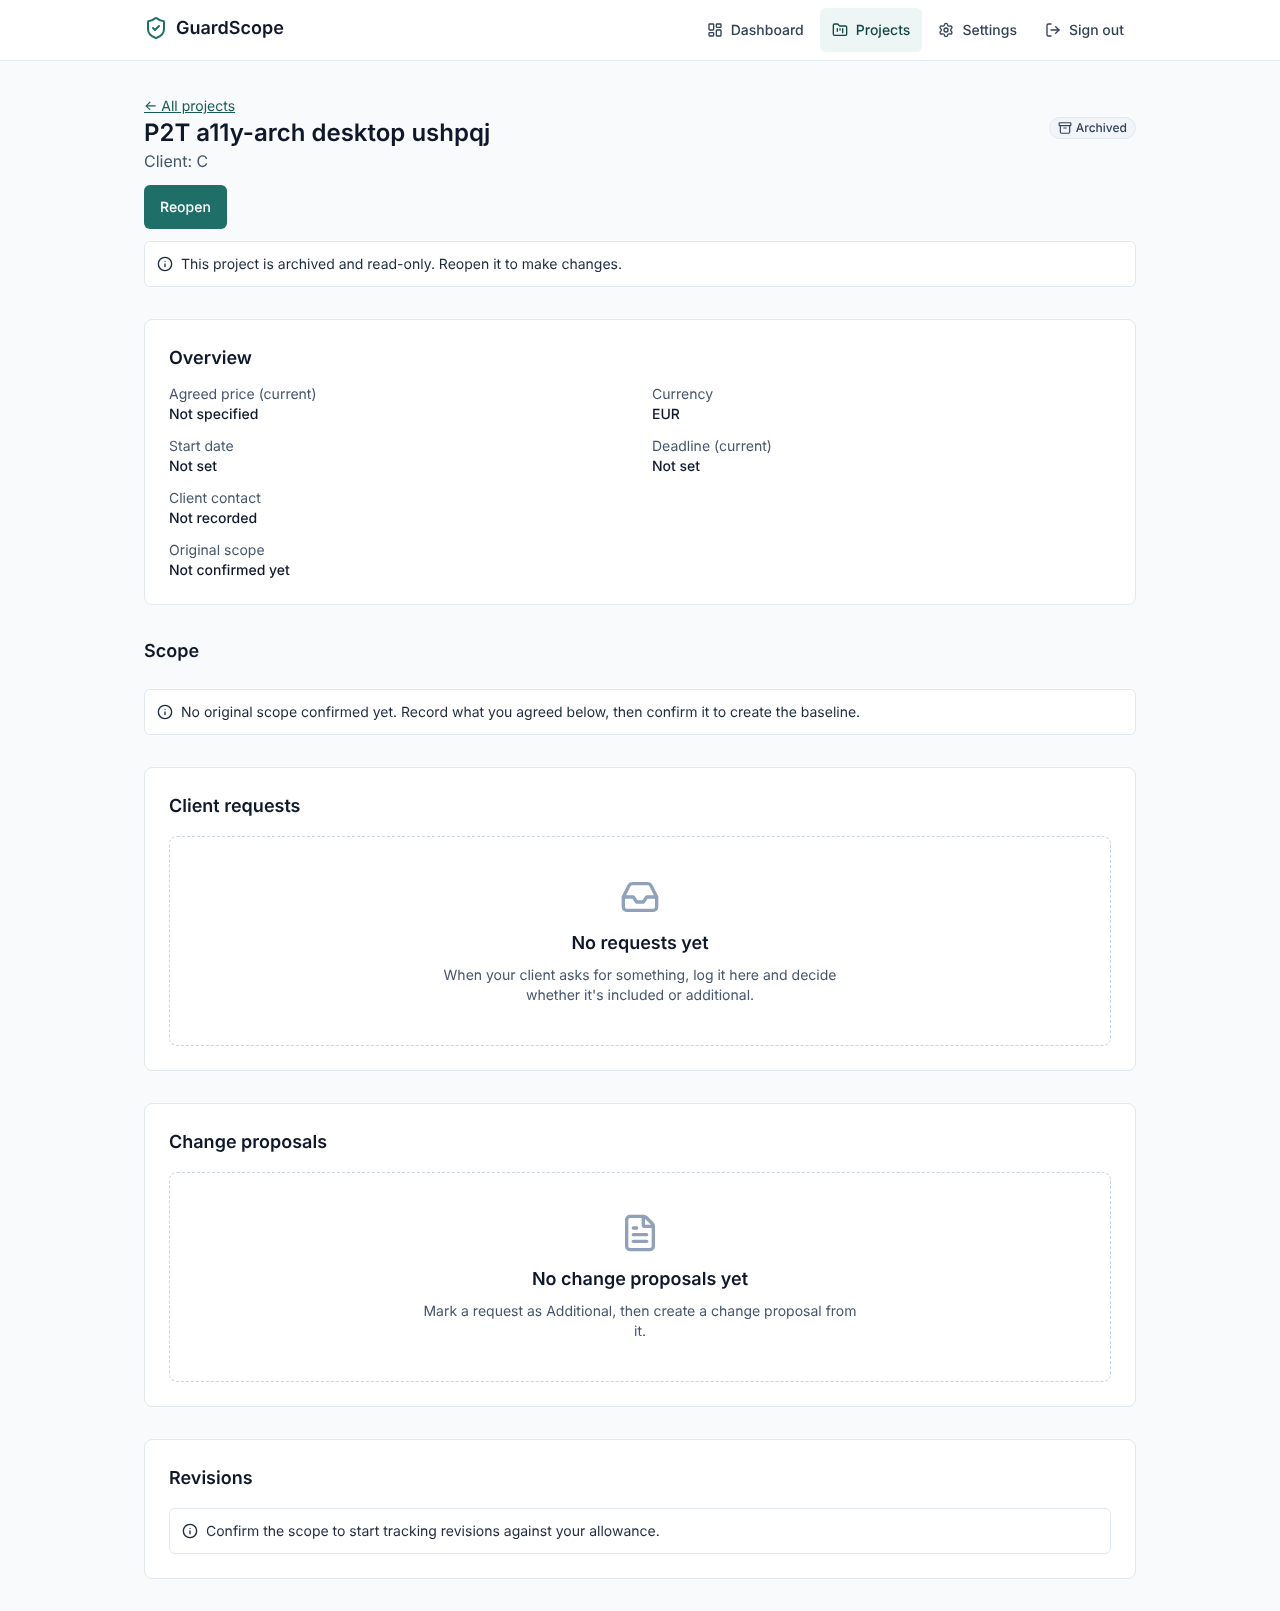 GuardScope
Dashboard
Projects
Settings
Sign out
← All projects
P2T a11y-arch desktop ushpqj
Archived
Client: C
Reopen
This project is archived and read-only. Reopen it to make changes.
Overview
Agreed price (current)
Not specified
Currency
EUR
Start date
Not set
Deadline (current)
Not set
Client contact
Not recorded
Original scope
Not confirmed yet
Scope
No original scope confirmed yet. Record what you agreed below, then confirm it to create the baseline.
Client requests
No requests yet
When your client asks for something, log it here and decide
whether it's included or additional.
Change proposals
No change proposals yet
Mark a request as Additional, then create a change proposal from
it.
Revisions
Confirm the scope to start tracking revisions against your allowance.